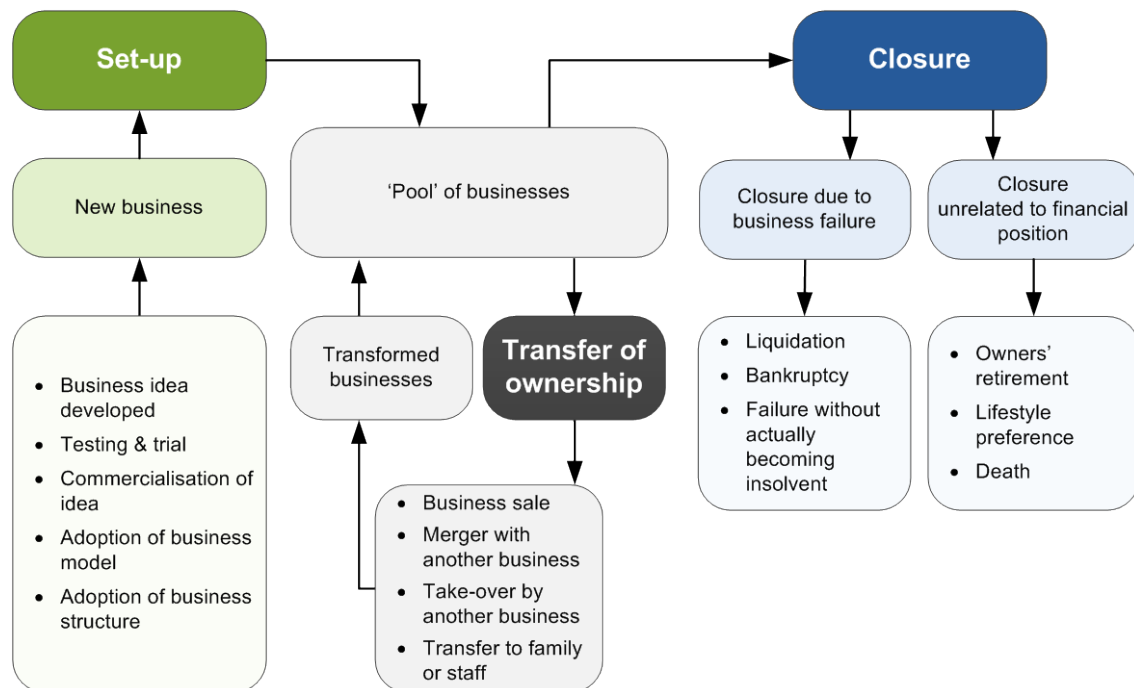 Set-up
New business
• Business idea
developed
• Testing & trial
• Commercialisation of
idea
• Adoption of business
model
• Adoption of business
structure
‘Pool’ of businesses
Transformed
businesses
Transfer of
ownership
• Business sale
• Merger with
another business
• Take-over by
another business
• Transfer to family
or staff
Closure
Closure due to
business failure
• Liquidation
• Bankruptcy
• Failure without
actually
becoming
insolvent
Closure
unrelated to financial
position
• Owners’
retirement
• Lifestyle
preference
• Death